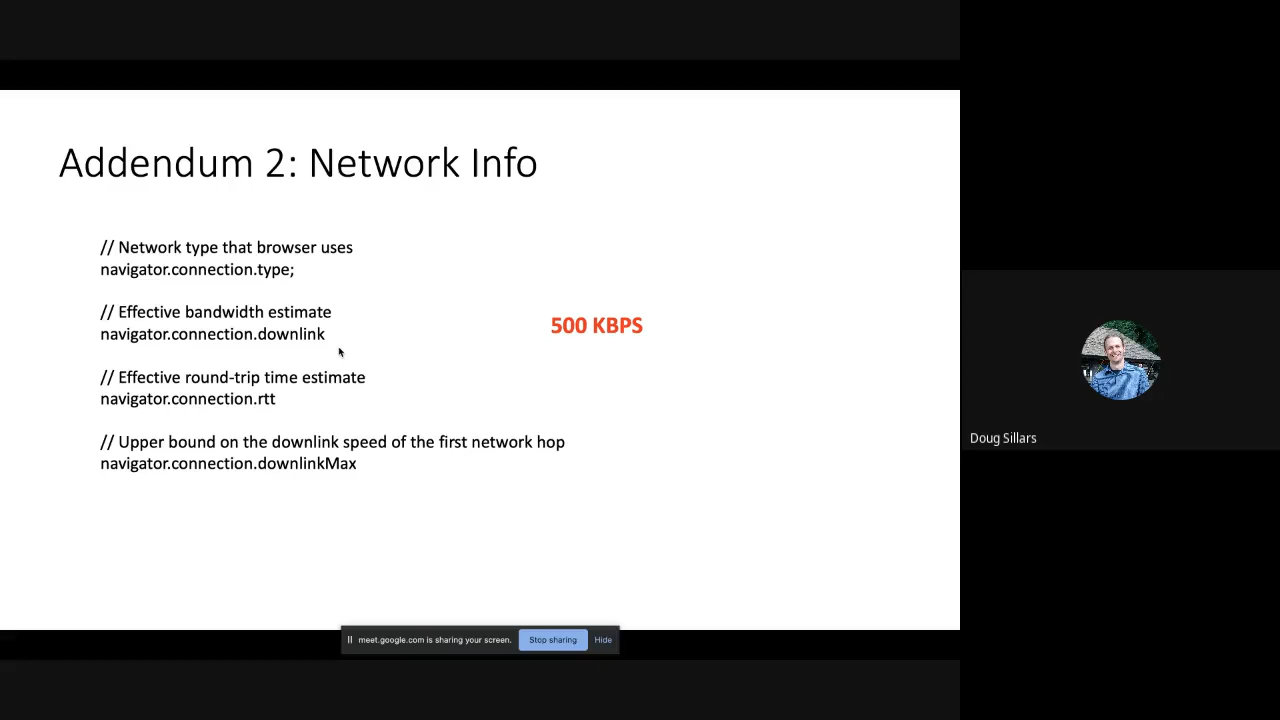 Addendum 2: Network Info
// Network type that browser uses
navigator.connection.type;
// Effective bandwidth estimate
navigator.connection.downlink
500 KBPS
// Effective round-trip time estimate
navigator.connection.rtt
// Upper bound on the downlink speed of the first network hop
navigator.connection.downlinkMax
Doug Sillars
meet.google.com is sharing your screen. Stop sharing Hide